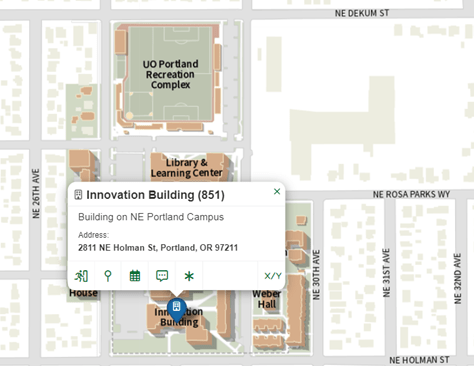 NE DEKUM ST
UO Portland
Recreation
Complex
NE 26TH AVE
Library &
Learning Center
NE ROSA PARKS WY
Innovation Building (851)
Building on NE Portland Campus
Address:
2811 NE Holman St, Portland, OR 97211
X/Y
House
Weber
Hall
NE 30TH AVE
NE 31ST AVE
NE 32ND AVE
Building
NE HOLMAN ST